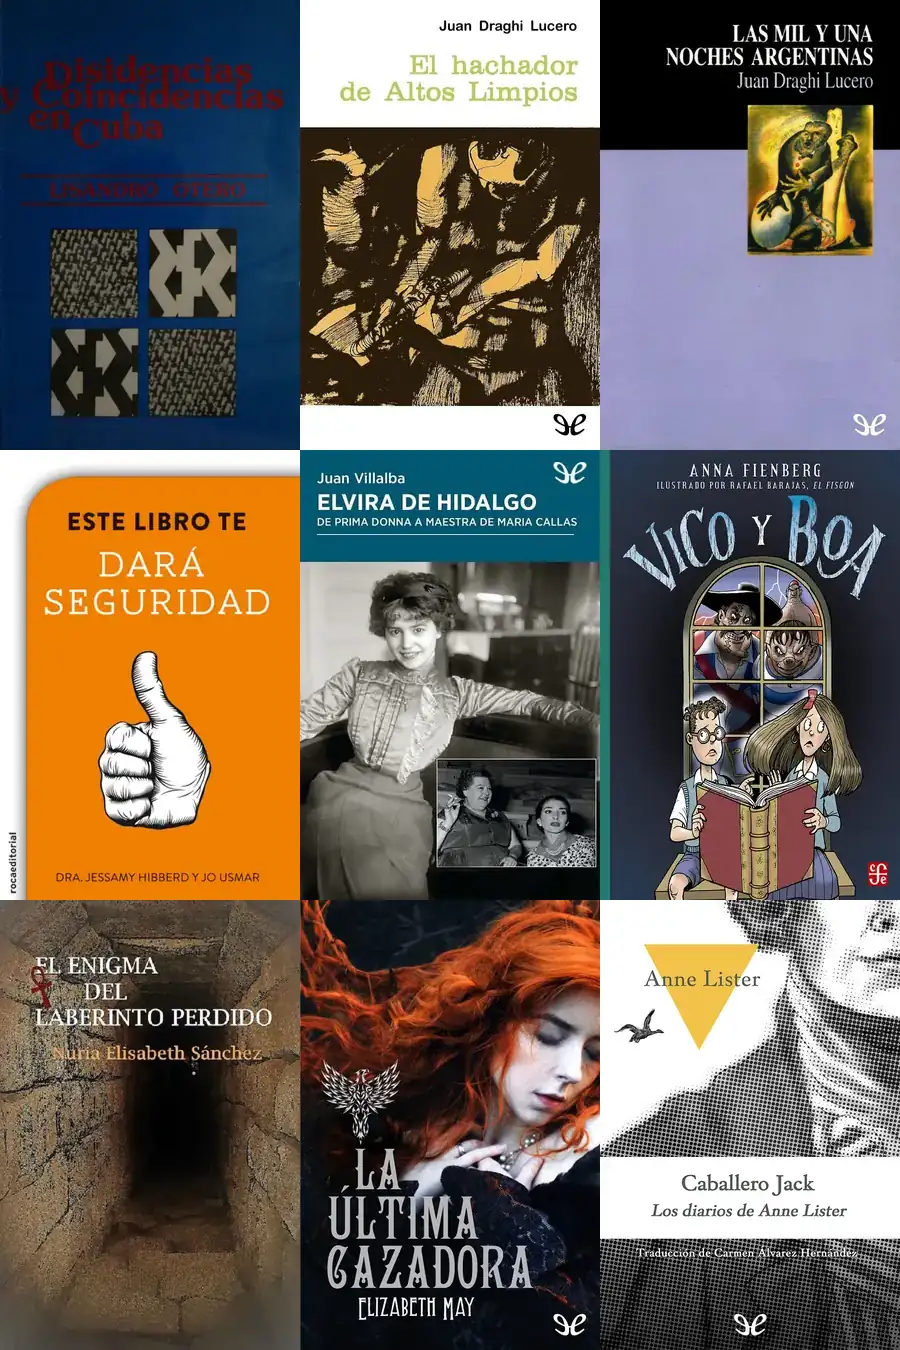 Disidencias
y Coincidencias
en Cuba
LISANDRO OTERO
Juan Draghi Lucero
El hachador
de Altos Limpios
LAS MIL Y UNA
NOCHES ARGENTINAS
Juan Draghi Lucero
ESTE LIBRO TE
DARÁ
SEGURIDAD
rocaeditorial
DRA. JESSAMY HIBBERD Y JO USMAR
Juan Villalba
ELVIRA DE HIDALGO
DE PRIMA DONNA A MAESTRA DE MARIA CALLAS
ANNA FIENBERG
ILUSTRADO POR RAFAEL BARAJAS, EL FISGÓN
VICO Y BOA
fce
EL ENIGMA
DEL
LABERINTO PERDIDO
Nuria Elisabeth Sánchez
LA
ÚLTIMA
CAZADORA
ELIZABETH MAY
Anne Lister
Caballero Jack
Los diarios de Anne Lister
Traducción de Carmen Álvarez Hernández